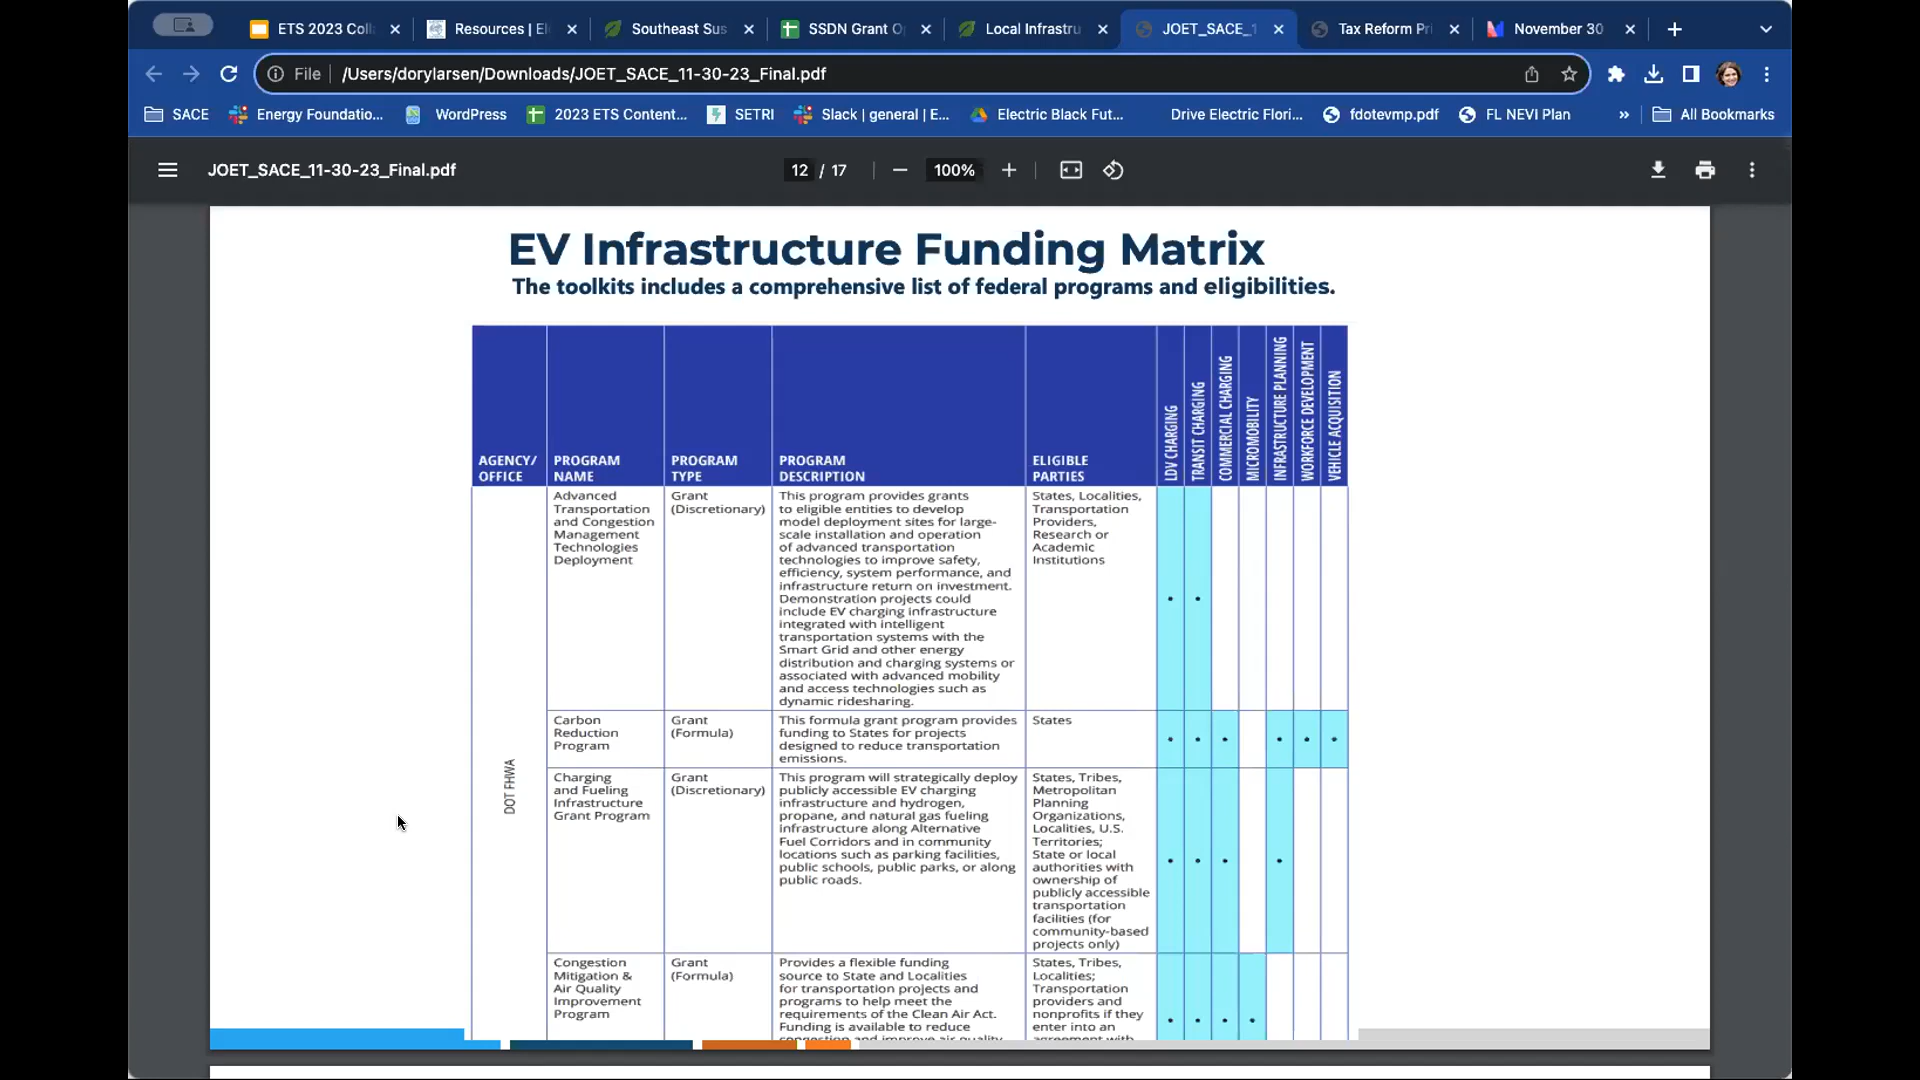 ETS 2023 Coll
Resources | El
Southeast Sus
SSDN Grant O
Local Infrastru
JOET_SACE_1
Tax Reform Pr
November 30
File
/Users/dorylarsen/Downloads/JOET_SACE_11-30-23_Final.pdf
SACE
Energy Foundatio...
WordPress
2023 ETS Content...
SETRI
Slack | general | E...
Electric Black Fut...
Drive Electric Flori...
fdotevmp.pdf
FL NEVI Plan
»
All Bookmarks
JOET_SACE_11-30-23_Final.pdf
12 / 17
100%
EV Infrastructure Funding Matrix
The toolkits includes a comprehensive list of federal programs and eligibilities.
AGENCY/
OFFICE
PROGRAM
NAME
PROGRAM
TYPE
PROGRAM
DESCRIPTION
ELIGIBLE
PARTIES
LDV CHARGING
TRANSIT CHARGING
COMMERCIAL CHARGING
MICROMOBILITY
INFRASTRUCTURE PLANNING
WORKFORCE DEVELOPMENT
VEHICLE ACQUISITION
DOT FHWA
Advanced
Transportation
and Congestion
Management
Technologies
Deployment
Grant
(Discretionary)
This program provides grants
to eligible entities to develop
model deployment sites for large-
scale installation and operation
of advanced transportation
technologies to improve safety,
efficiency, system performance, and
infrastructure return on investment.
Demonstration projects could
include EV charging infrastructure
integrated with intelligent
transportation systems with the
Smart Grid and other energy
distribution and charging systems or
associated with advanced mobility
and access technologies such as
dynamic ridesharing.
States, Localities,
Transportation
Providers,
Research or
Academic
Institutions
Carbon
Reduction
Program
Grant
(Formula)
This formula grant program provides
funding to States for projects
designed to reduce transportation
emissions.
States
Charging
and Fueling
Infrastructure
Grant Program
Grant
(Discretionary)
This program will strategically deploy
publicly accessible EV charging
infrastructure and hydrogen,
propane, and natural gas fueling
infrastructure along Alternative
Fuel Corridors and in community
locations such as parking facilities,
public schools, public parks, or along
public roads.
States, Tribes,
Metropolitan
Planning
Organizations,
Localities, U.S.
Territories;
State or local
authorities with
ownership of
publicly accessible
transportation
facilities (for
community-based
projects only)
Congestion
Mitigation &
Air Quality
Improvement
Program
Grant
(Formula)
Provides a flexible funding
source to State and Localities
for transportation projects and
programs to help meet the
requirements of the Clean Air Act.
Funding is available to reduce
congestion and improve air quality
States, Tribes,
Localities;
Transportation
providers and
nonprofits if they
enter into an
agreement with